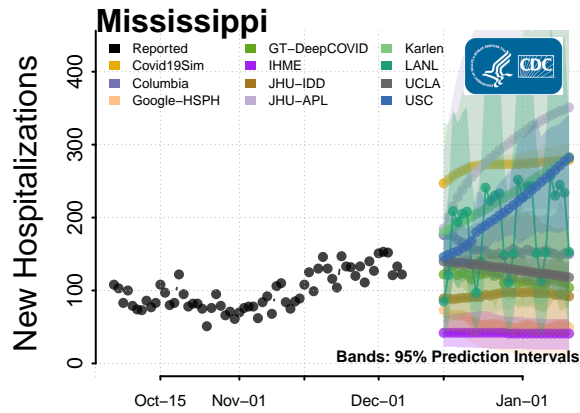 Mississippi
New Hospitalizations
400
300
200
100
0
Reported
Covid19Sim
Columbia
Google−HSPH
GT−DeepCOVID
IHME
JHU−IDD
JHU−APL
Karlen
LANL
UCLA
USC
CDC
Bands: 95% Prediction Intervals
Oct−15
Nov−01
Dec−01
Jan−01